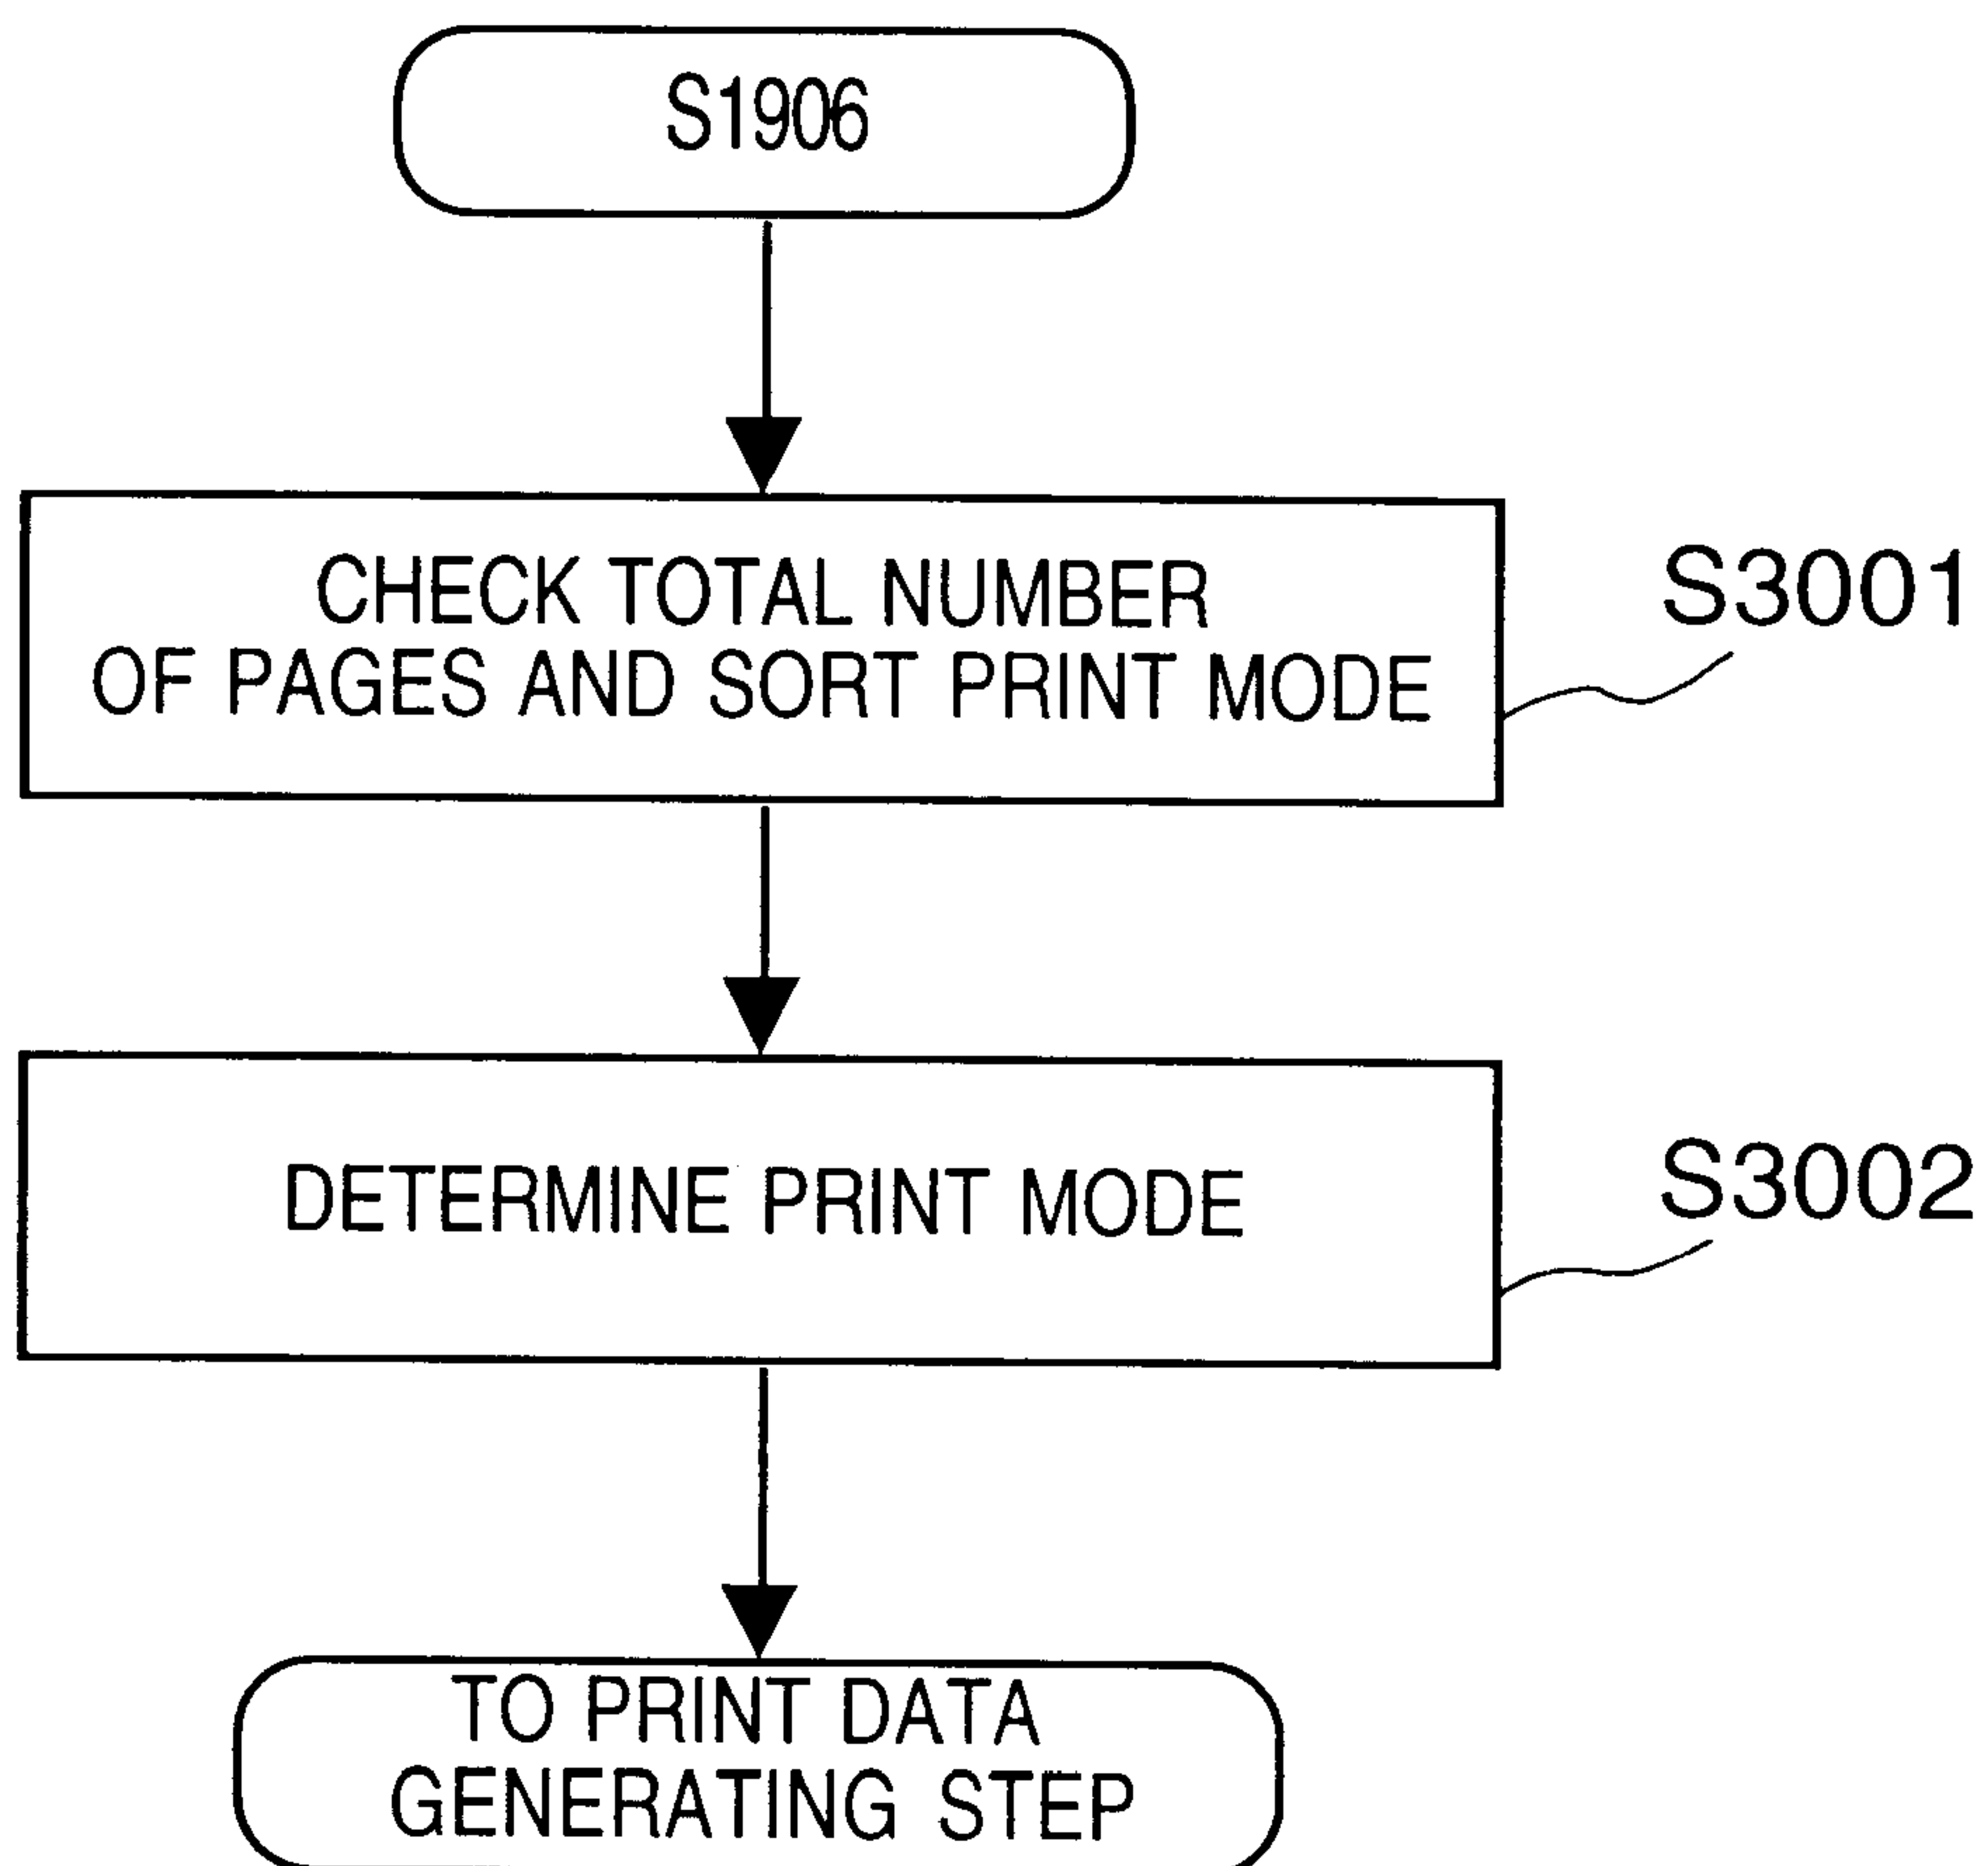 S1906
CHECK TOTAL NUMBER
OF PAGES AND SORT PRINT MODE
S3001
DETERMINE PRINT MODE
S3002
TO PRINT DATA
GENERATING STEP